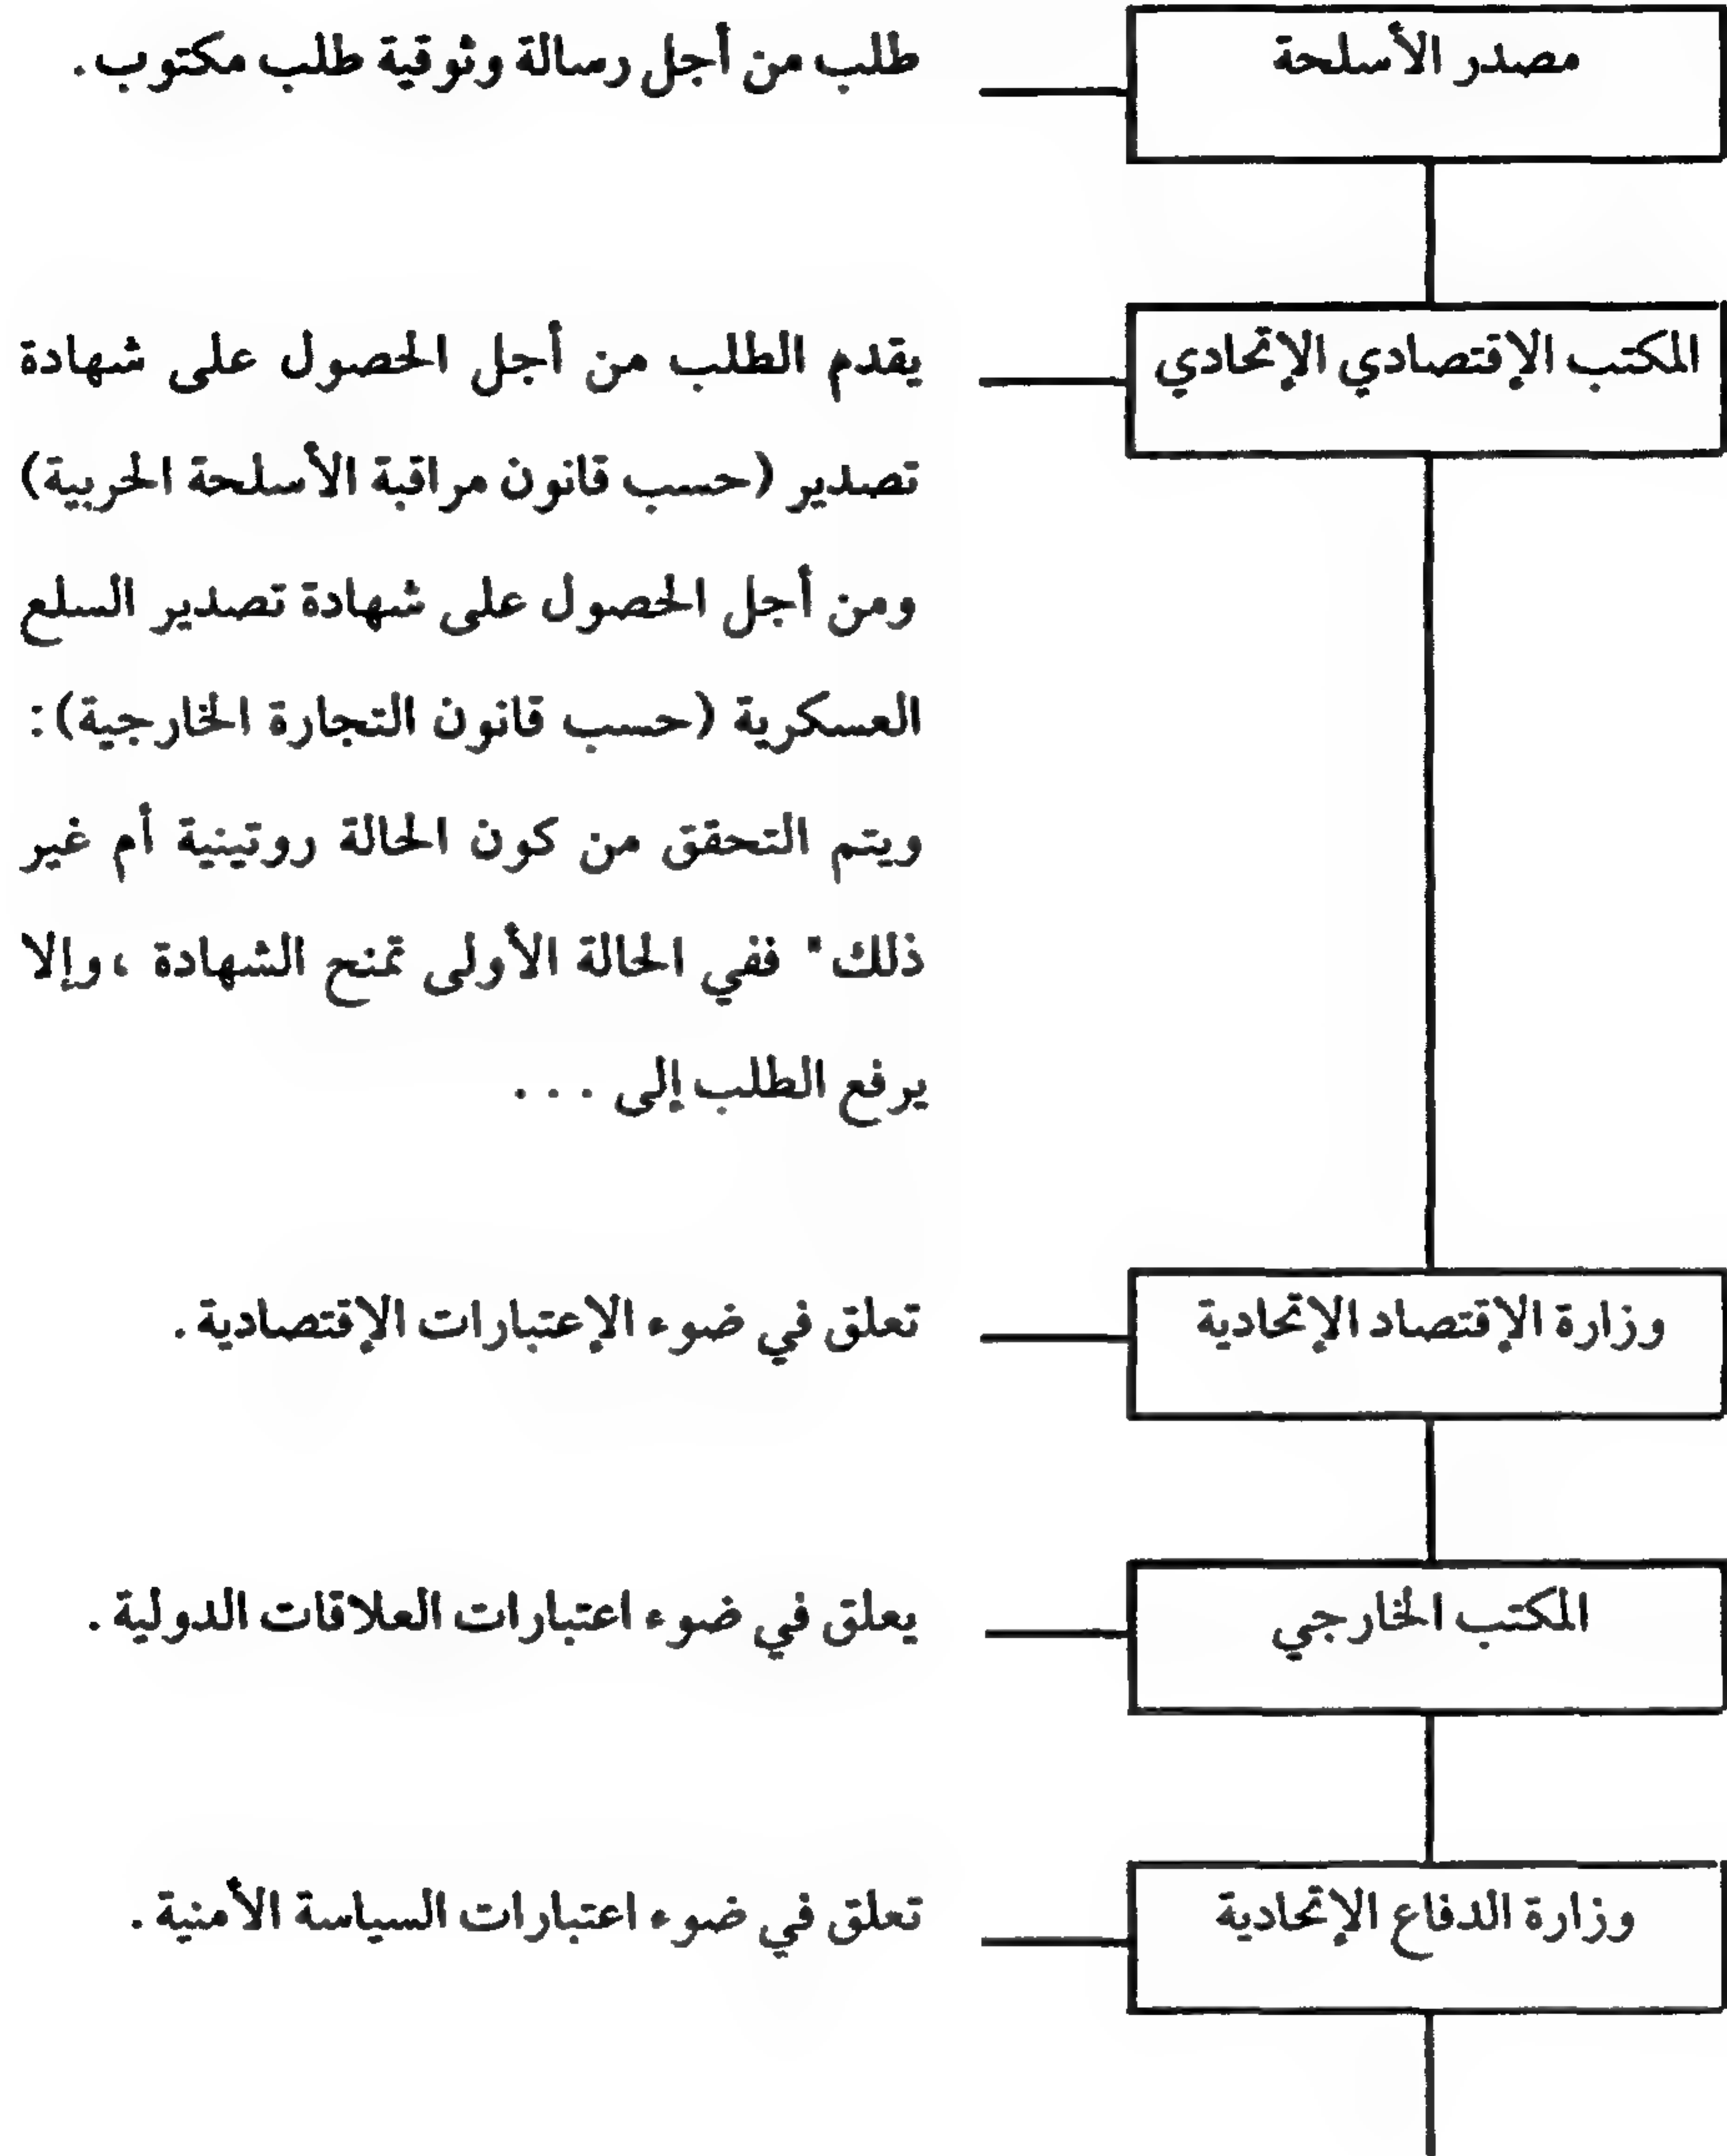 مصدر الأسلحة
طلب من أجل رسالة وثوقية طلب مكتوب.
المكتب الإقتصادي الإتحادي
يقدم الطلب من أجل الحصول على شهادة
تصدير (حسب قانون مراقبة الأسلحة الحربية)
ومن أجل الحصول على شهادة تصدير السلع
العسكرية (حسب قانون التجارة الخارجية):
ويتم التحقق من كون الحالة روتينية أم غير
ذلك" ففي الحالة الأولى تمنح الشهادة ، وإلا
يرفع الطلب إلى . . .
وزارة الإقتصاد الإتحادية
تعلق في ضوء الإعتبارات الإقتصادية.
المكتب الخارجي
يعلق في ضوء اعتبارات العلاقات الدولية.
وزارة الدفاع الإتحادية
تعلق في ضوء اعتبارات السياسة الأمنية.